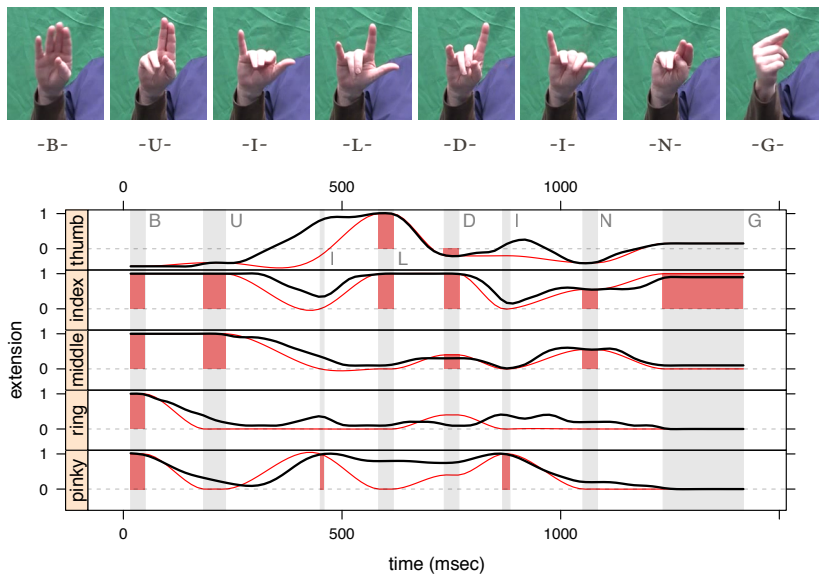 -B- -U- -I- -L- -D- -I- -N- -G-
0 500 1000
thumb 1 0 B U I L D I N G
index 1 0
middle 1 0
ring 1 0
pinky 1 0
extension
0 500 1000
time (msec)